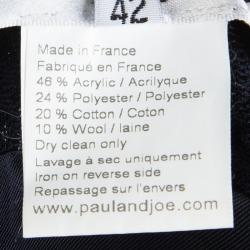 42
Made in France
Fabriqué en France
46 % Acrylic / Acrilyque
24 % Polyester / Polyester
20 % Cotton / Coton
10 % Wool / laine
Dry clean only
Lavage à sec uniquement
Iron on reverse side
Repassage sur l'envers
www.paulandjoe.com